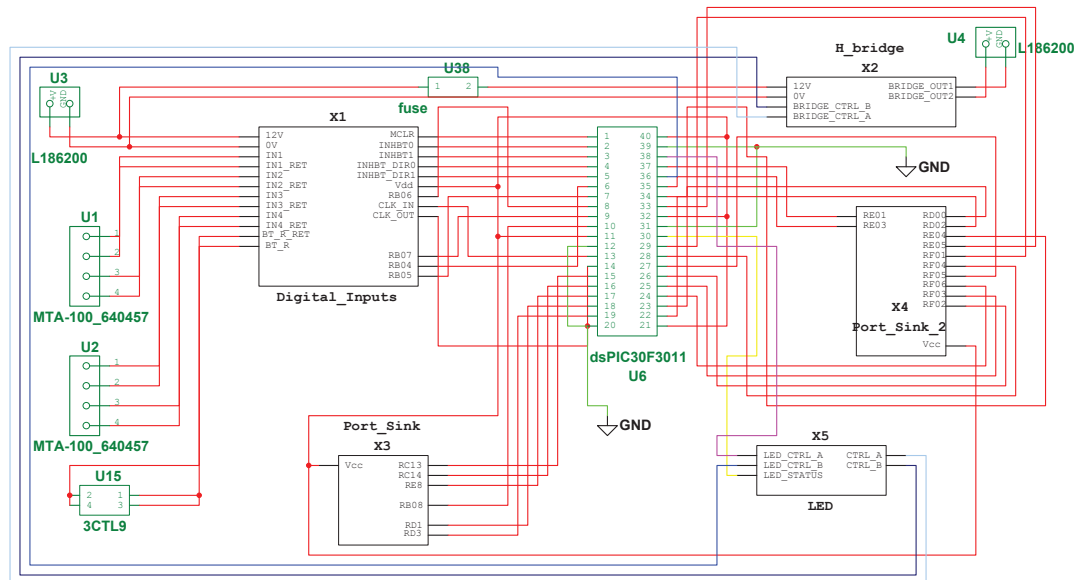 H_bridge
X2
12V
0V
BRIDGE_CTRL_B
BRIDGE_CTRL_A
BRIDGE_OUT1
BRIDGE_OUT2
U4
+V
GND
L186200
U38
1 2
fuse
U3
+V
GND
L186200
X1
12V
0V
IN1
IN1_RET
IN2
IN2_RET
IN3
IN3_RET
IN4
IN4_RET
BT_R_RET
BT_R
MCLR
INHBT0
INHBT1
INHBT_DIR0
INHBT_DIR1
Vdd
RB06
CLK_IN
CLK_OUT
RB07
RB04
RB05
Digital_Inputs
U1
1
2
3
4
MTA-100_640457
U2
1
2
3
4
MTA-100_640457
U15
2 1
4 3
3CTL9
1 40
2 39
3 38
4 37
5 36
6 35
7 34
8 33
9 32
10 31
11 30
12 29
13 28
14 27
15 26
16 25
17 24
18 23
19 22
20 21
dsPIC30F3011
U6
GND
GND
RE01
RE03
RD00
RD02
RE04
RE05
RF01
RF04
RF05
RF06
RF03
RF02
X4
Port_Sink_2
Vcc
Port_Sink
X3
Vcc
RC13
RC14
RE8
RB08
RD1
RD3
X5
LED_CTRL_A
LED_CTRL_B
LED_STATUS
CTRL_A
CTRL_B
LED